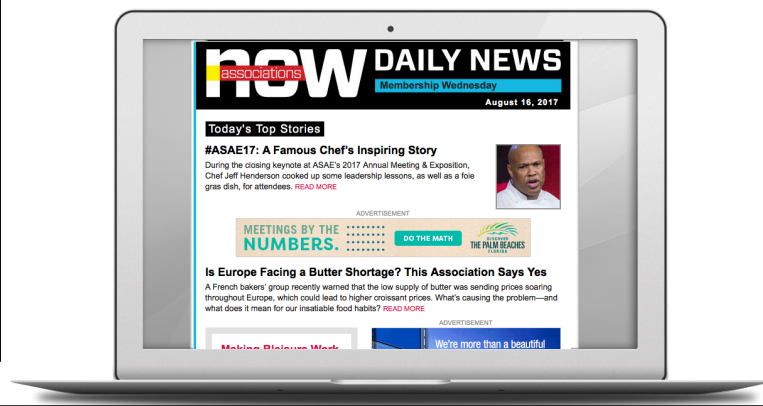 associations
now
DAILY NEWS
Membership Wednesday
August 16, 2017
Today's Top Stories
#ASAE17: A Famous Chef's Inspiring Story
During the closing keynote at ASAE's 2017 Annual Meeting & Exposition,
Chef Jeff Henderson cooked up some leadership lessons, as well as a foie
gras dish, for attendees. READ MORE
ADVERTISEMENT
MEETINGS BY THE
NUMBERS.
DO THE MATH
DISCOVER
THE PALM BEACHES
FLORIDA
Is Europe Facing a Butter Shortage? This Association Says Yes
A French bakers' group recently warned that the low supply of butter was sending prices soaring
throughout Europe, which could lead to higher croissant prices. What's causing the problem—and
what does it mean for our insatiable food habits? READ MORE
ADVERTISEMENT
Making Bleisure Work
We're more than a beautiful